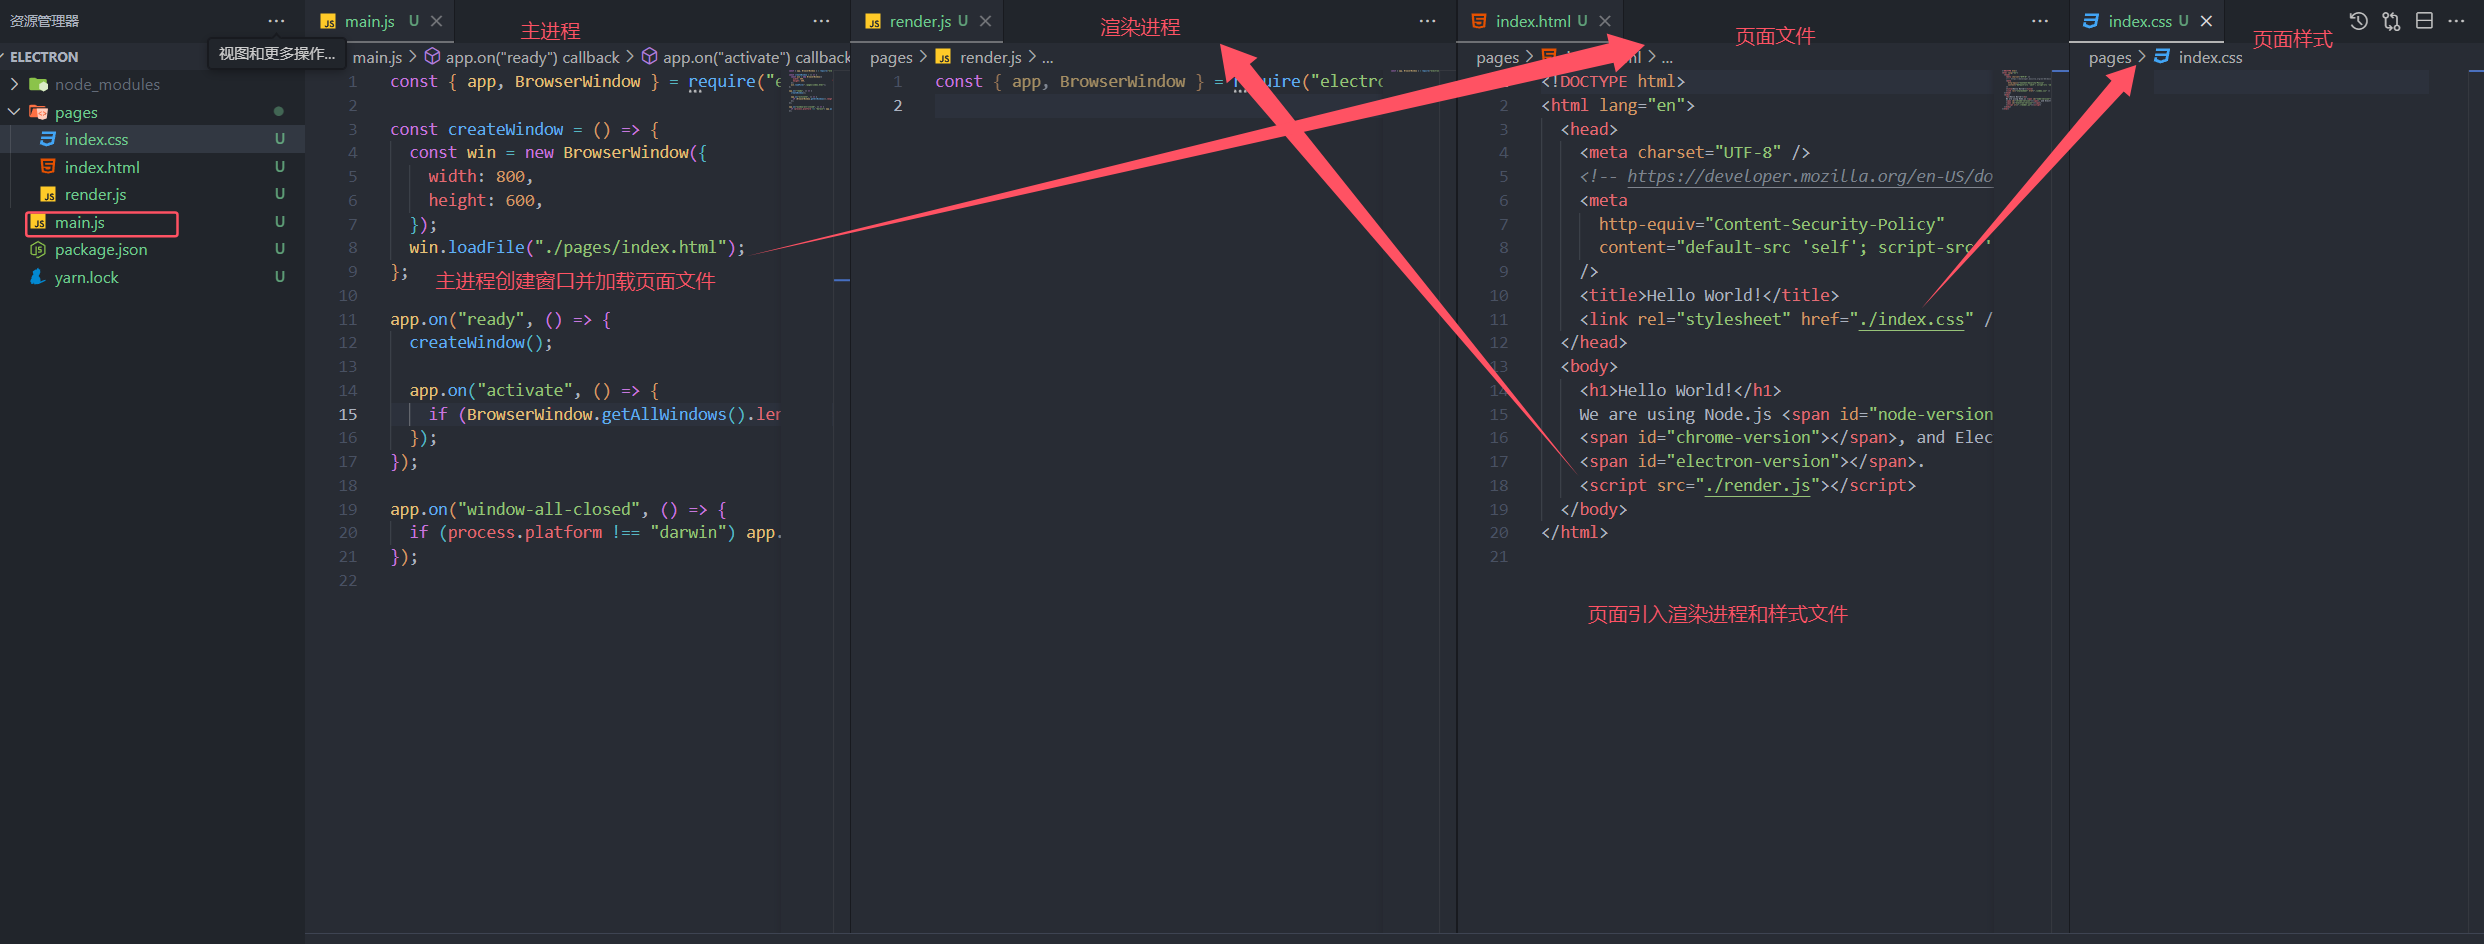 资源管理器
视图和更多操作...
ELECTRON
node_modules
pages
index.css U
index.html U
render.js U
main.js U
package.json U
yarn.lock U
main.js U
主进程
main.js > app.on("ready") callback > app.on("activate") callback
1 const { app, BrowserWindow } = require("e
2
3 const createWindow = () => {
4 const win = new BrowserWindow({
5 width: 800,
6 height: 600,
7 });
8 win.loadFile("./pages/index.html");
9 };
主进程创建窗口并加载页面文件
10
11 app.on("ready", () => {
12 createWindow();
13
14 app.on("activate", () => {
15 if (BrowserWindow.getAllWindows().len
16 });
17 });
18
19 app.on("window-all-closed", () => {
20 if (process.platform !== "darwin") app.
21 });
22
render.js U
渲染进程
pages > render.js > ...
1 const { app, BrowserWindow } = require("electro
2
index.html U
页面文件
pages > ...
<!DOCTYPE html>
2 <html lang="en">
3 <head>
4 <meta charset="UTF-8" />
5 <!-- https://developer.mozilla.org/en-US/do
6 <meta
7 http-equiv="Content-Security-Policy"
8 content="default-src 'self'; script-src '
9 />
10 <title>Hello World!</title>
11 <link rel="stylesheet" href="./index.css" /
12 </head>
13 <body>
14 <h1>Hello World!</h1>
15 We are using Node.js <span id="node-version
16 <span id="chrome-version"></span>, and Elec
17 <span id="electron-version"></span>.
18 <script src="./render.js"></script>
19 </body>
20 </html>
21
页面引入渲染进程和样式文件
index.css U
页面样式
pages > index.css